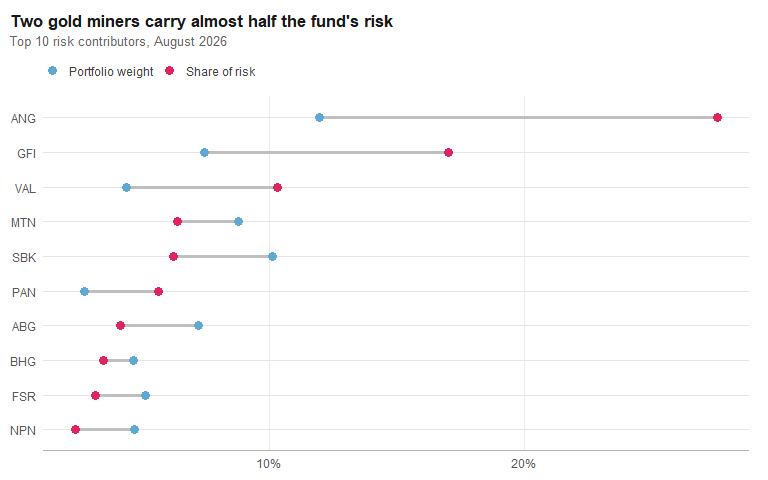 Two gold miners carry almost half the fund's risk
Top 10 risk contributors, August 2026
Portfolio weight Share of risk
ANG
GFI
VAL
MTN
SBK
PAN
ABG
BHG
FSR
NPN
10% 20%